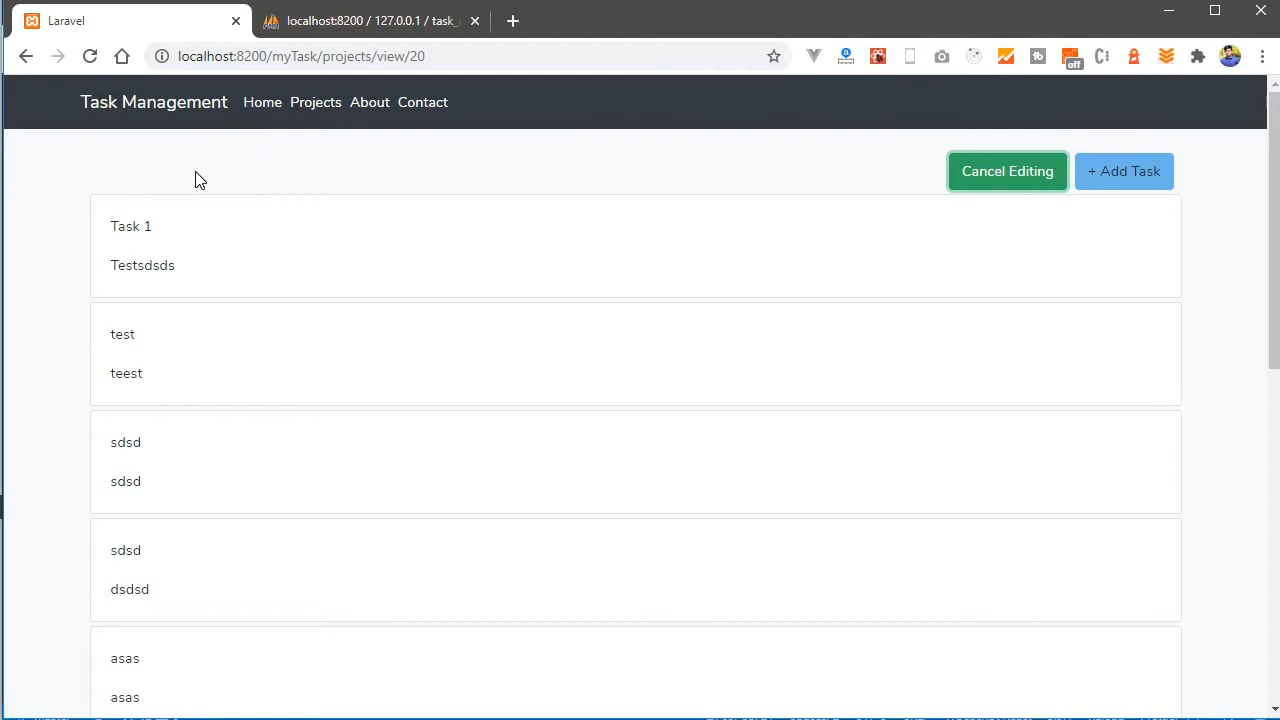 Laravel
localhost:8200 / 127.0.0.1 / task_
localhost:8200/myTask/projects/view/20
off
Task Management Home Projects About Contact
Cancel Editing + Add Task
Task 1
Testsdsds
test
teest
sdsd
sdsd
sdsd
dsdsd
asas
asas